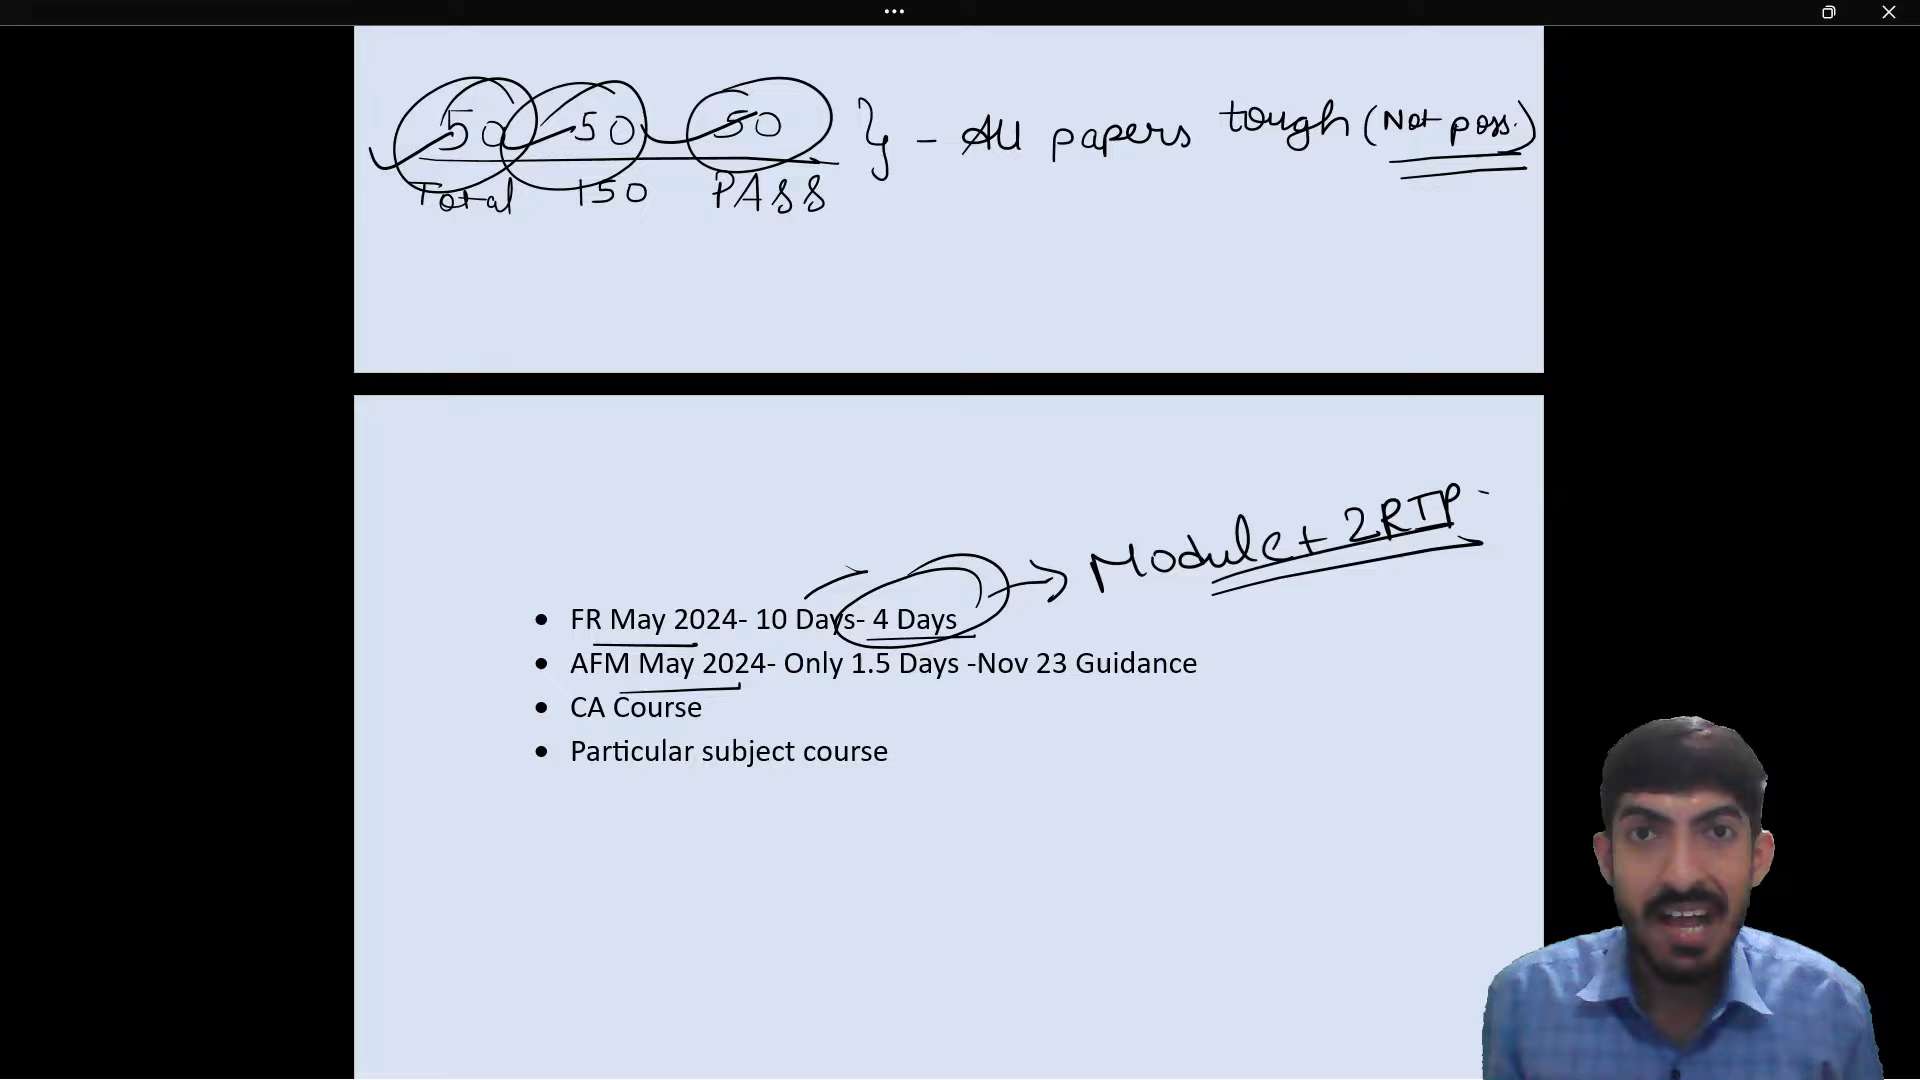 50 50 50 } - All papers tough (Not poss.)
Total 150 PASS
Module + 2RTP
• FR May 2024- 10 Days- 4 Days
• AFM May 2024- Only 1.5 Days -Nov 23 Guidance
• CA Course
• Particular subject course